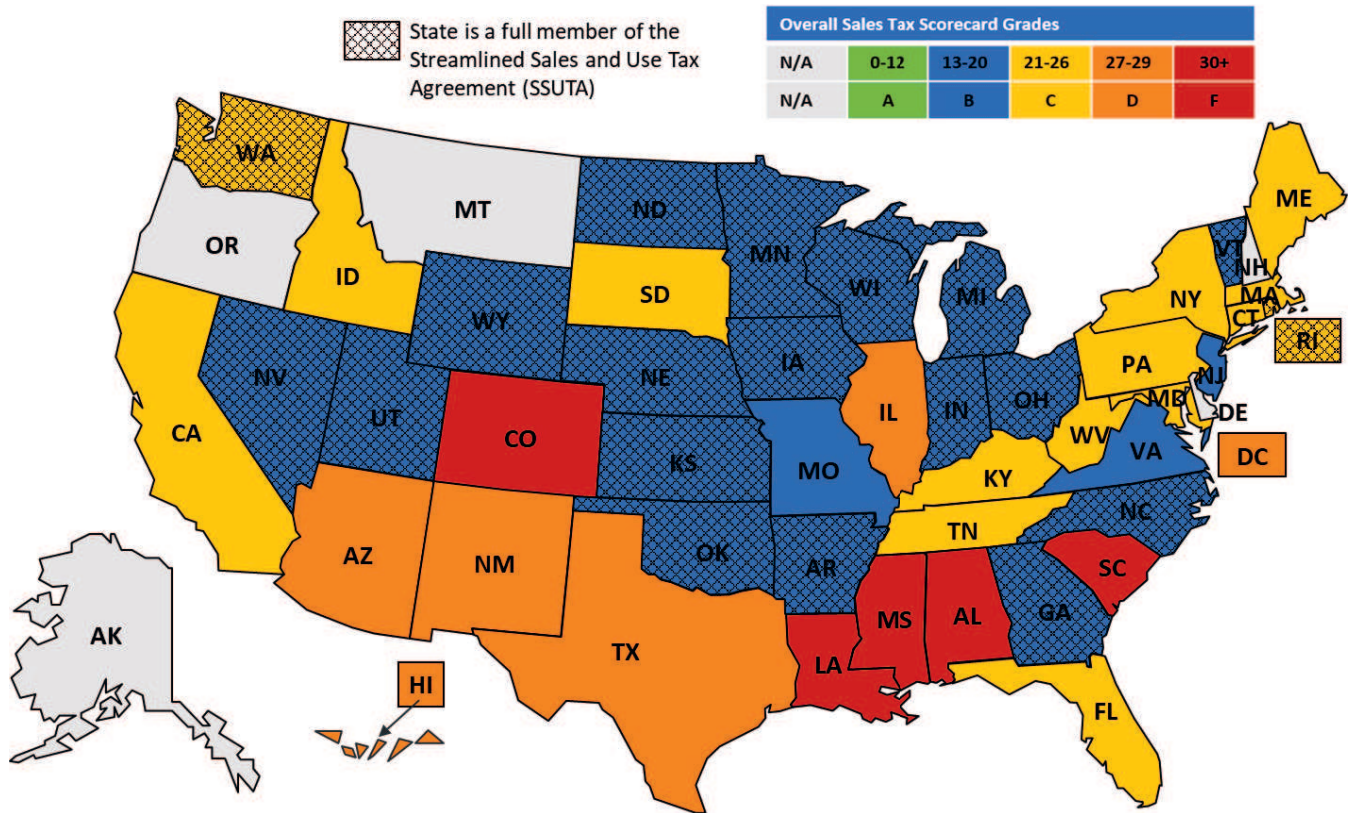 State is a full member of the
Streamlined Sales and Use Tax
Agreement (SSUTA)
Overall Sales Tax Scorecard Grades
N/A 0-12 13-20 21-26 27-29 30+
N/A A B C D F
WA
MT
ND
MN
ME
OR
ID
SD
WI
MI
VT
NH
NY
MA
CT
RI
WY
NV
UT
NE
IA
PA
NJ
CA
CO
IL
IN
OH
MD
DE
WV
KS
MO
KY
VA
DC
AZ
NM
OK
AR
TN
NC
SC
AK
TX
MS
AL
GA
LA
HI
FL